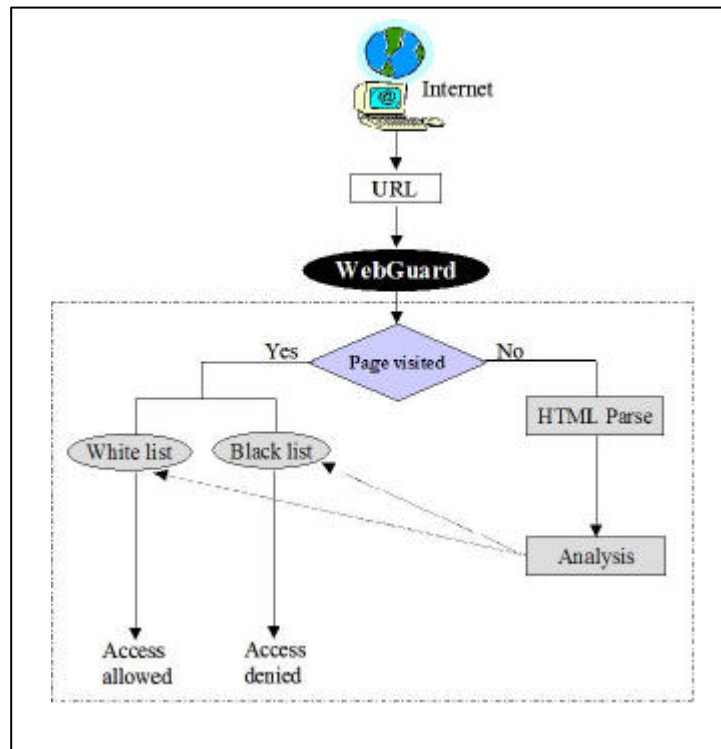 @
Internet
URL
WebGuard
Yes
Page visited
No
HTML Parse
White list
Black list
Analysis
Access
allowed
Access
denied